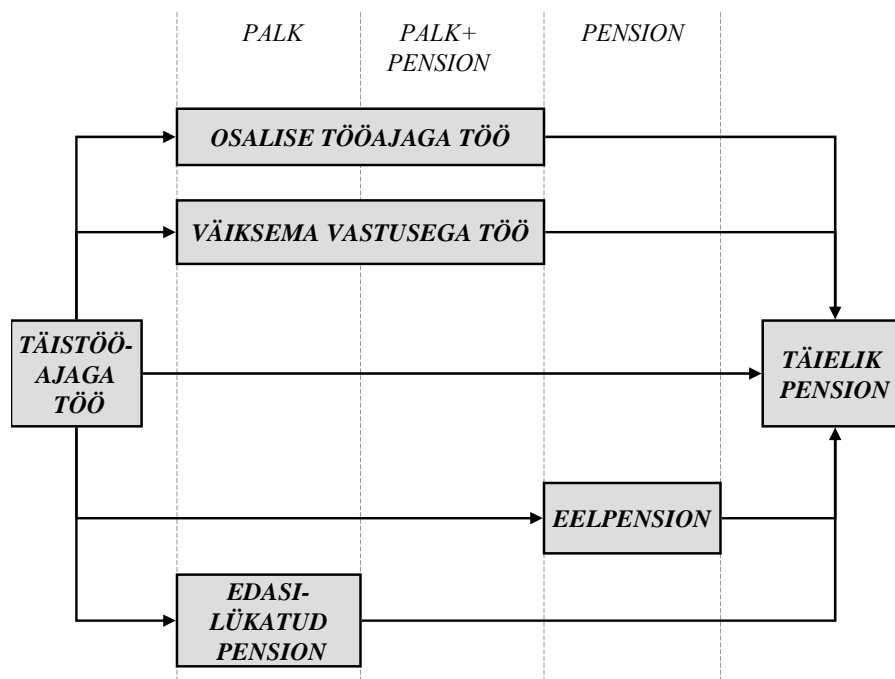 PALK
PALK+
PENSION
PENSION
OSALISE TÖÖAJAGA TÖÖ
VÄIKSEMA VASTUSEGA TÖÖ
TÄISTÖÖ-
AJAGA
TÖÖ
TÄIELIK
PENSION
EELPENSION
EDASI-
LÜKATUD
PENSION